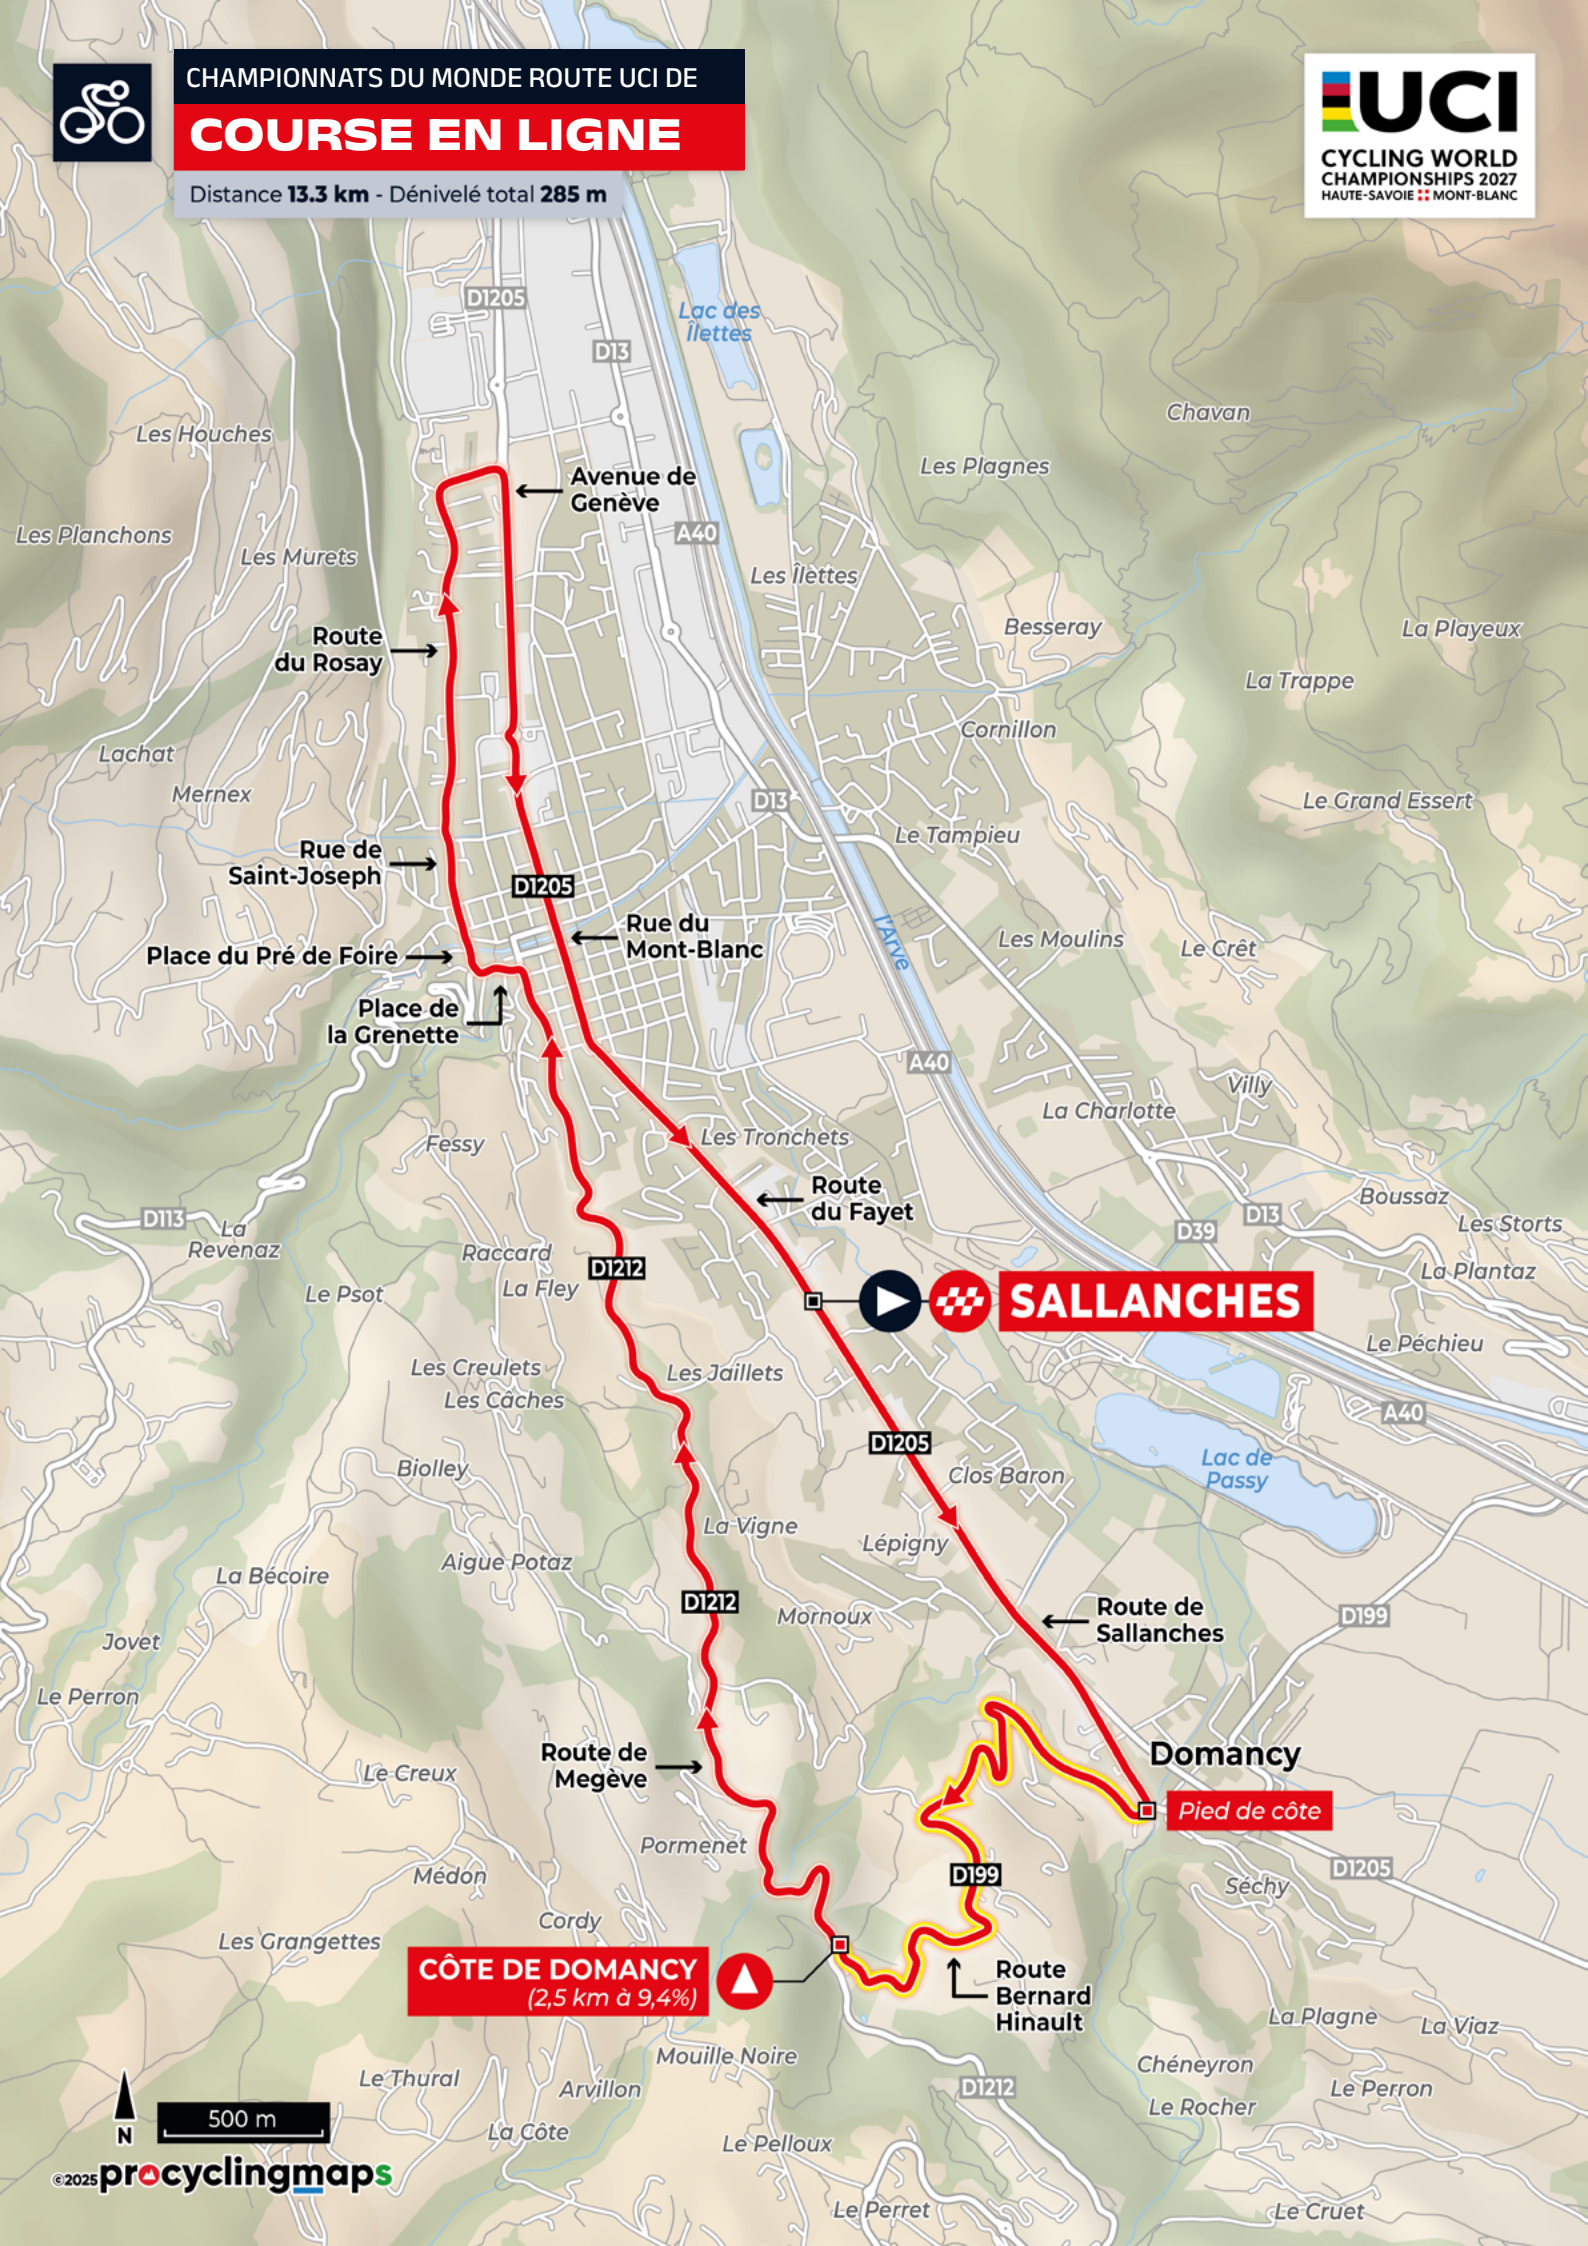 CHAMPIONNATS DU MONDE ROUTE UCI DE
COURSE EN LIGNE
Distance 13.3 km - Dénivelé total 285 m
UCI
CYCLING WORLD
CHAMPIONSHIPS 2027
HAUTE-SAVOIE MONT-BLANC
D1205
Lac des
Îlettes
D13
Chavan
Les Houches
Les Plagnes
Avenue de
Genève
Les Planchons
A40
Les Murets
Les Îlettes
Besseray
La Playeux
Route
du Rosay
La Trappe
Cornillon
Lachat
Mernex
D13
Le Grand Essert
Le Tampieu
Rue de
Saint-Joseph
D1205
Rue du
Mont-Blanc
l'Arve
Les Moulins
Le Crêt
Place du Pré de Foire
Place de
la Grenette
A40
Villy
La Charlotte
Fessy
Les Tronchets
Route
du Fayet
Boussaz
D113
La
Revenaz
D39
D13
Les Storts
Raccard
D1212
La Plantaz
Le Psot
La Fley
SALLANCHES
Le Péchieu
Les Creulets
Les Jaillets
Les Câches
A40
D1205
Lac de
Passy
Biolley
Clos Baron
La Vigne
Lépigny
Aigue Potaz
La Bécoire
D1212
Mornoux
Route de
Sallanches
D199
Jovet
Le Perron
Domancy
Route de
Megève
Le Creux
Pied de côte
Pormenet
D1205
Médon
D199
Séchy
Cordy
Les Grangettes
CÔTE DE DOMANCY
(2,5 km à 9,4%)
Route
Bernard
Hinault
La Plagne
La Viaz
Mouille Noire
Chéneyron
Le Thural
Arvillon
D1212
Le Perron
Le Rocher
500 m
N
La Côte
Le Pelloux
©2025 procyclingmaps
Le Perret
Le Cruet